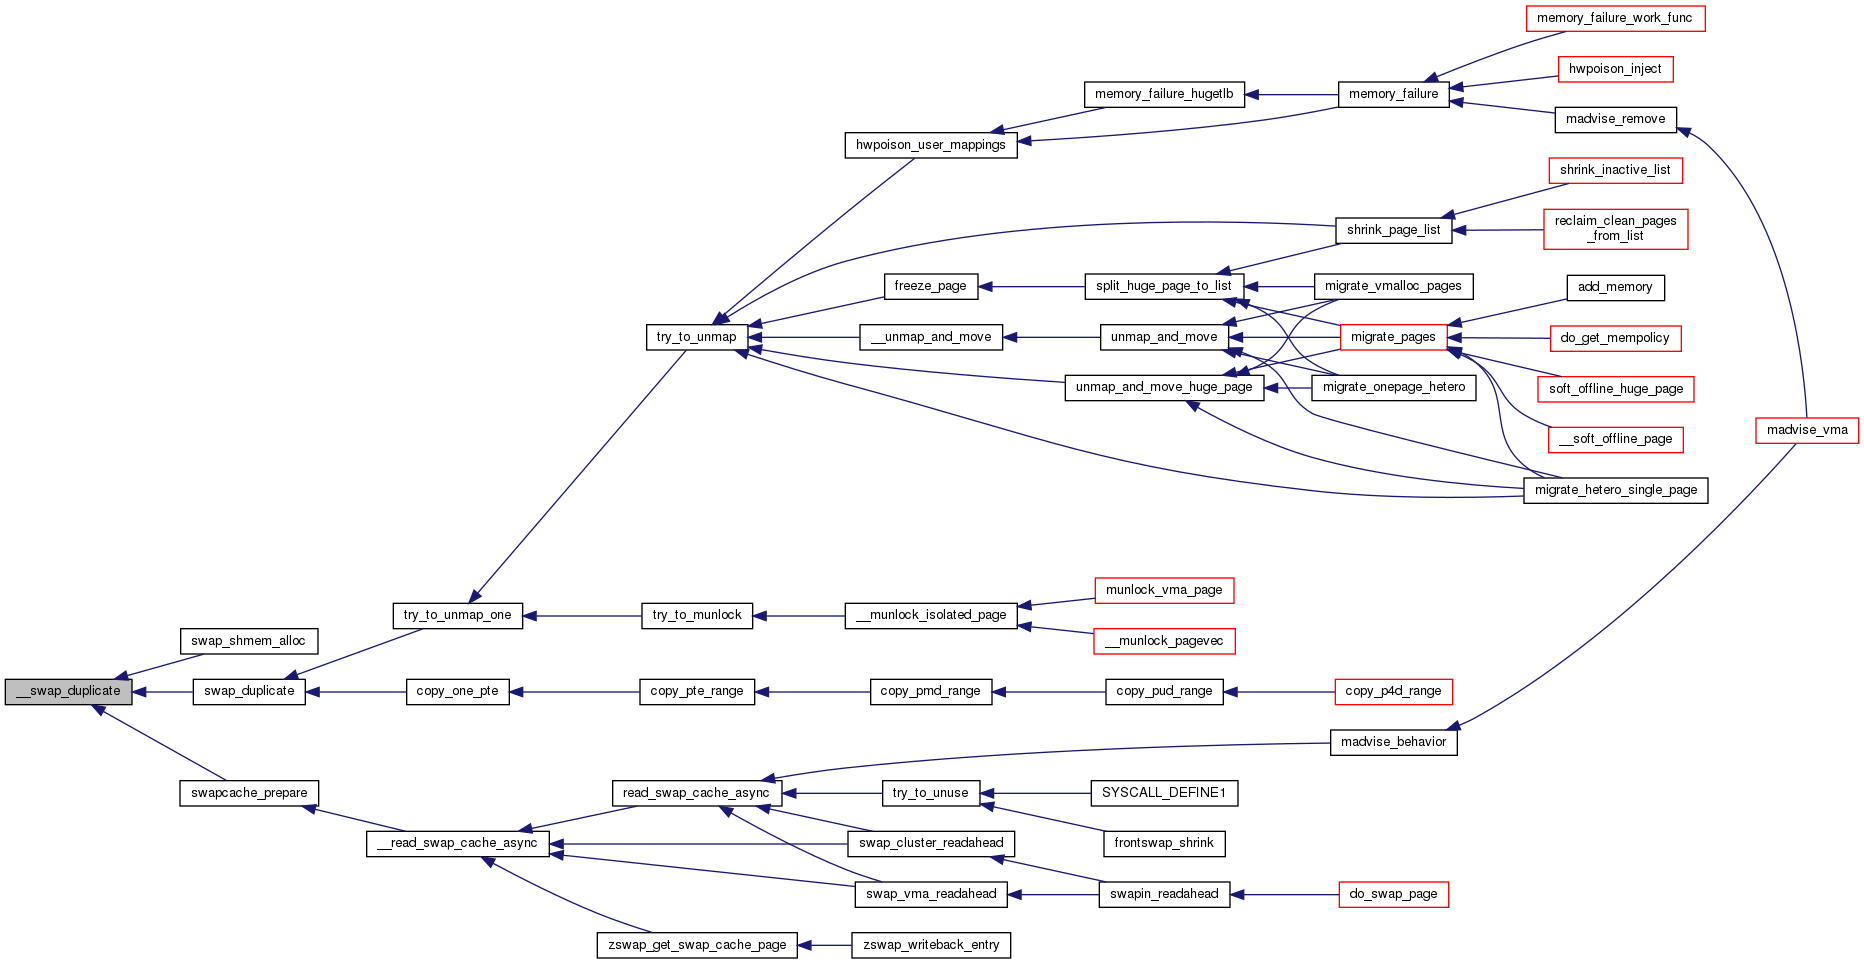 memory_failure_work_func
hwpoison_inject
memory_failure_hugetlb
memory_failure
madvise_remove
hwpoison_user_mappings
shrink_inactive_list
shrink_page_list
reclaim_clean_pages
_from_list
freeze_page
split_huge_page_to_list
migrate_vmalloc_pages
add_memory
try_to_unmap
__unmap_and_move
unmap_and_move
migrate_pages
do_get_mempolicy
unmap_and_move_huge_page
migrate_onepage_hetero
soft_offline_huge_page
madvise_vma
__soft_offline_page
migrate_hetero_single_page
munlock_vma_page
try_to_unmap_one
try_to_munlock
__munlock_isolated_page
swap_shmem_alloc
__munlock_pagevec
__swap_duplicate
swap_duplicate
copy_one_pte
copy_pte_range
copy_pmd_range
copy_pud_range
copy_p4d_range
madvise_behavior
swapcache_prepare
read_swap_cache_async
try_to_unuse
SYSCALL_DEFINE1
__read_swap_cache_async
swap_cluster_readahead
frontswap_shrink
swap_vma_readahead
swapin_readahead
do_swap_page
zswap_get_swap_cache_page
zswap_writeback_entry